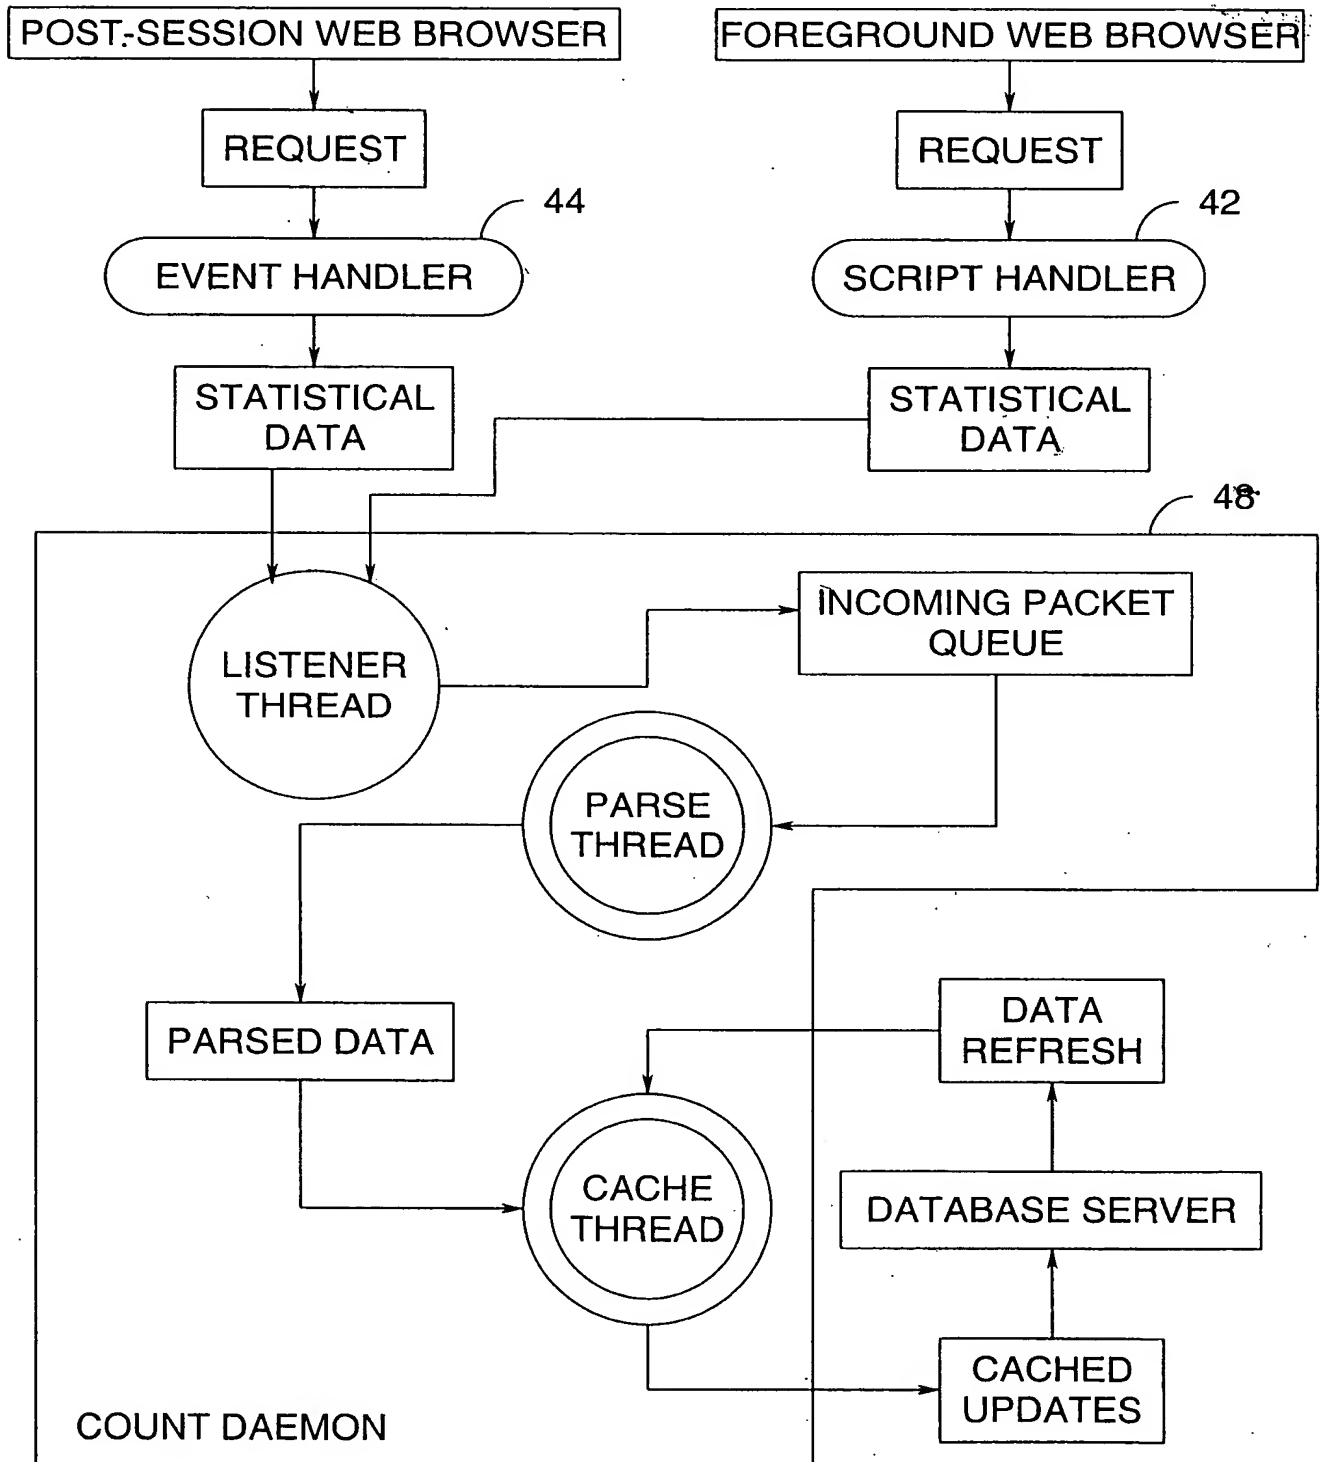 POST-SESSION WEB BROWSER
FOREGROUND WEB BROWSER
REQUEST
REQUEST
44
42
EVENT HANDLER
SCRIPT HANDLER
STATISTICAL
DATA
STATISTICAL
DATA
48
LISTENER
THREAD
INCOMING PACKET
QUEUE
PARSE
THREAD
PARSED DATA
DATA
REFRESH
CACHE
THREAD
DATABASE SERVER
CACHED
UPDATES
COUNT DAEMON